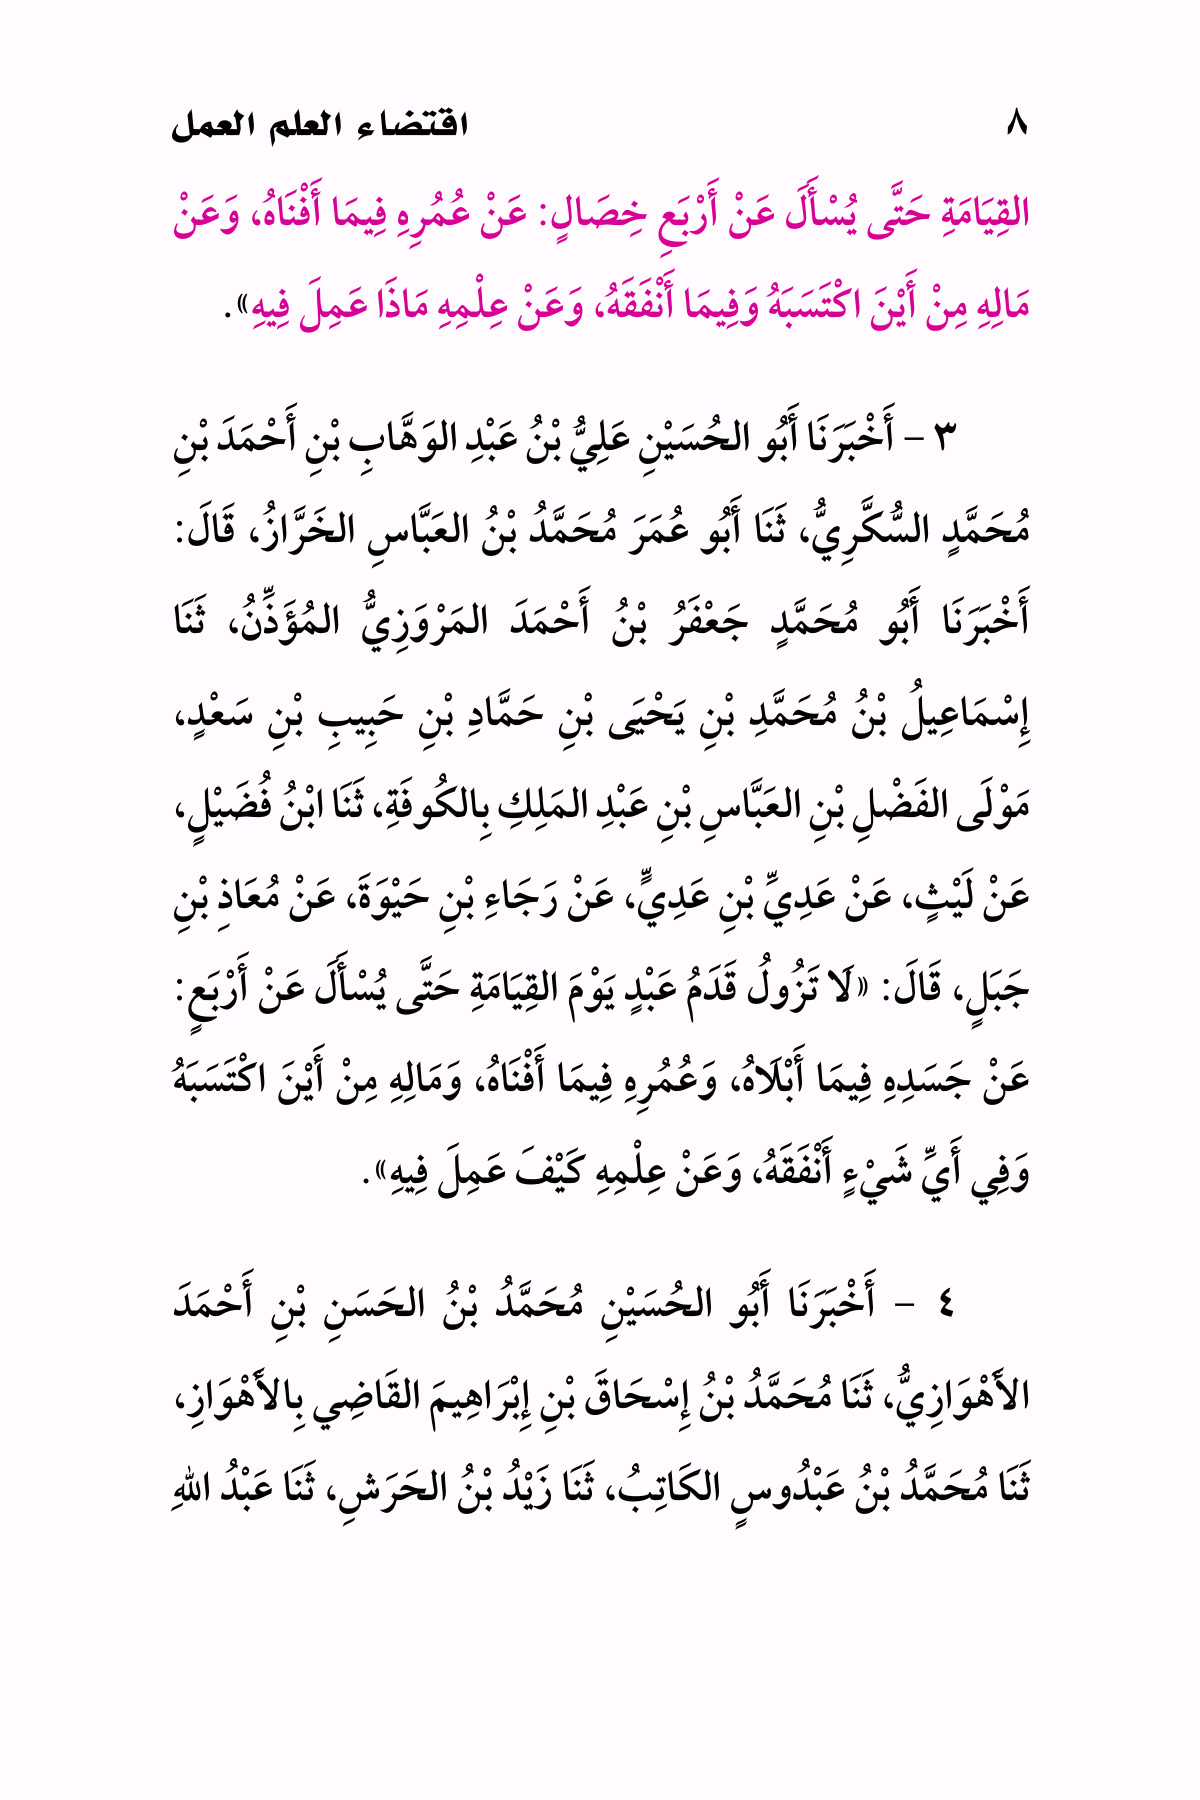 ٨ اقتضاء العلم العمل
القِيَامَةِ حَتَّى يُسْأَلَ عَنْ أَرْبَعِ خِصَالٍ: عَنْ عُمُرِهِ فِيمَا أَفْنَاهُ، وَعَنْ
مَالِهِ مِنْ أَيْنَ اكْتَسَبَهُ وَفِيمَا أَنْفَقَهُ، وَعَنْ عِلْمِهِ مَاذَا عَمِلَ فِيهِ».
٣ – أَخْبَرَنَا أَبُو الحُسَيْنِ عَلِيُّ بْنُ عَبْدِ الوَهَّابِ بْنِ أَحْمَدَ بْنِ
مُحَمَّدٍ السُّكَّرِيُّ، ثَنَا أَبُو عُمَرَ مُحَمَّدُ بْنُ العَبَّاسِ الخَرَّازُ، قَالَ:
أَخْبَرَنَا أَبُو مُحَمَّدٍ جَعْفَرُ بْنُ أَحْمَدَ المَرْوَزِيُّ المُؤَذِّنُ، ثَنَا
إِسْمَاعِيلُ بْنُ مُحَمَّدِ بْنِ يَحْيَى بْنِ حَمَّادِ بْنِ حَبِيبِ بْنِ سَعْدٍ،
مَوْلَى الفَضْلِ بْنِ العَبَّاسِ بْنِ عَبْدِ المَلِكِ بِالكُوفَةِ، ثَنَا ابْنُ فُضَيْلٍ،
عَنْ لَيْثٍ، عَنْ عَدِيِّ بْنِ عَدِيٍّ، عَنْ رَجَاءِ بْنِ حَيْوَةَ، عَنْ مُعَاذِ بْنِ
جَبَلٍ، قَالَ: «لَا تَزُولُ قَدَمُ عَبْدٍ يَوْمَ القِيَامَةِ حَتَّى يُسْأَلَ عَنْ أَرْبَعٍ:
عَنْ جَسَدِهِ فِيمَا أَبْلَاهُ، وَعُمُرِهِ فِيمَا أَفْنَاهُ، وَمَالِهِ مِنْ أَيْنَ اكْتَسَبَهُ
وَفِي أَيِّ شَيْءٍ أَنْفَقَهُ، وَعَنْ عِلْمِهِ كَيْفَ عَمِلَ فِيهِ».
٤ – أَخْبَرَنَا أَبُو الحُسَيْنِ مُحَمَّدُ بْنُ الحَسَنِ بْنِ أَحْمَدَ
الأَهْوَازِيُّ، ثَنَا مُحَمَّدُ بْنُ إِسْحَاقَ بْنِ إِبْرَاهِيمَ القَاضِي بِالأَهْوَازِ،
ثَنَا مُحَمَّدُ بْنُ عَبْدُوسٍ الكَاتِبُ، ثَنَا زَيْدُ بْنُ الحَرَشِ، ثَنَا عَبْدُ اللهِ